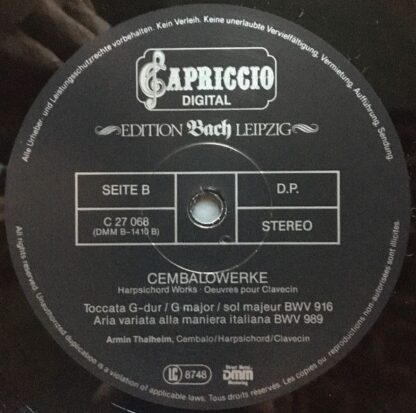 Alle Urheber- und Leistungsschutzrechte vorbehalten. Kein Verleih. Keine unerlaubte Vervielfältigung, Vermietung, Aufführung, Sendung.
CAPRICCIO
DIGITAL
EDITION Bach LEIPZIG
SEITE B
D.P.
C 27 068
(DMM B-1410 B)
STEREO
CEMBALOWERKE
Harpsichord Works · Oeuvres pour Clavecin
Toccata G-dur / G major / sol majeur BWV 916
Aria variata alla maniera italiana BWV 989
Armin Thalheim, Cembalo/Harpsichord/Clavecin
LC 8748
Direct Metal
DMM
Mastering
All rights reserved. Unauthorized duplication is a violation of applicable laws. Tous droits réservés. Les copies ou reproductions non-autorisées sont illicites.